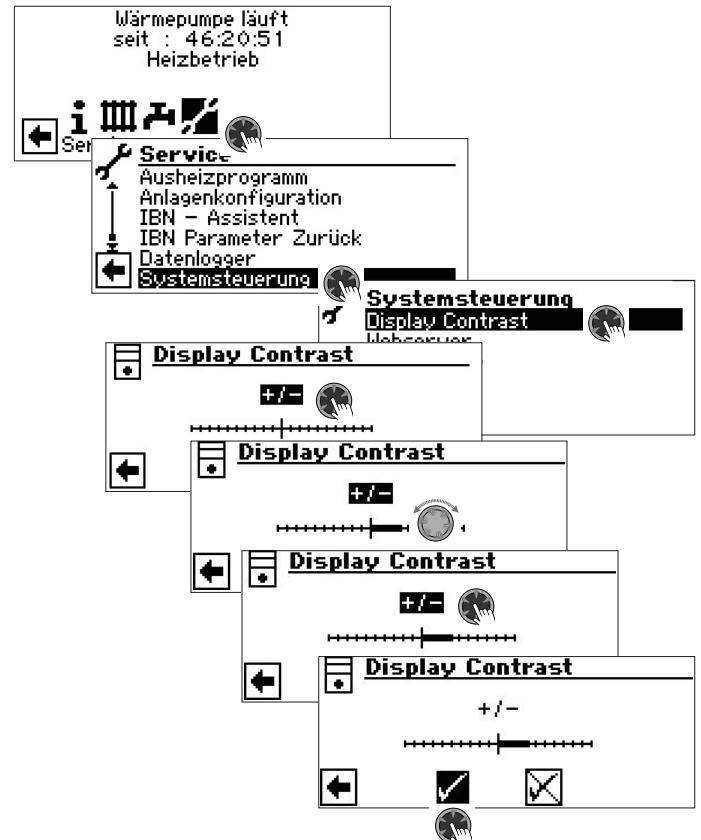 Wärmepumpe läuft
seit : 46:20:51
Heizbetrieb
Service
Ausheizprogramm
Anlagenkonfiguration
IBN - Assistent
IBN Parameter Zurück
Datenlogger
Systemsteuerung
Systemsteuerung
Display Contrast
Webserver
Display Contrast
+/-
Display Contrast
+/-
Display Contrast
+/-
Display Contrast
+/-